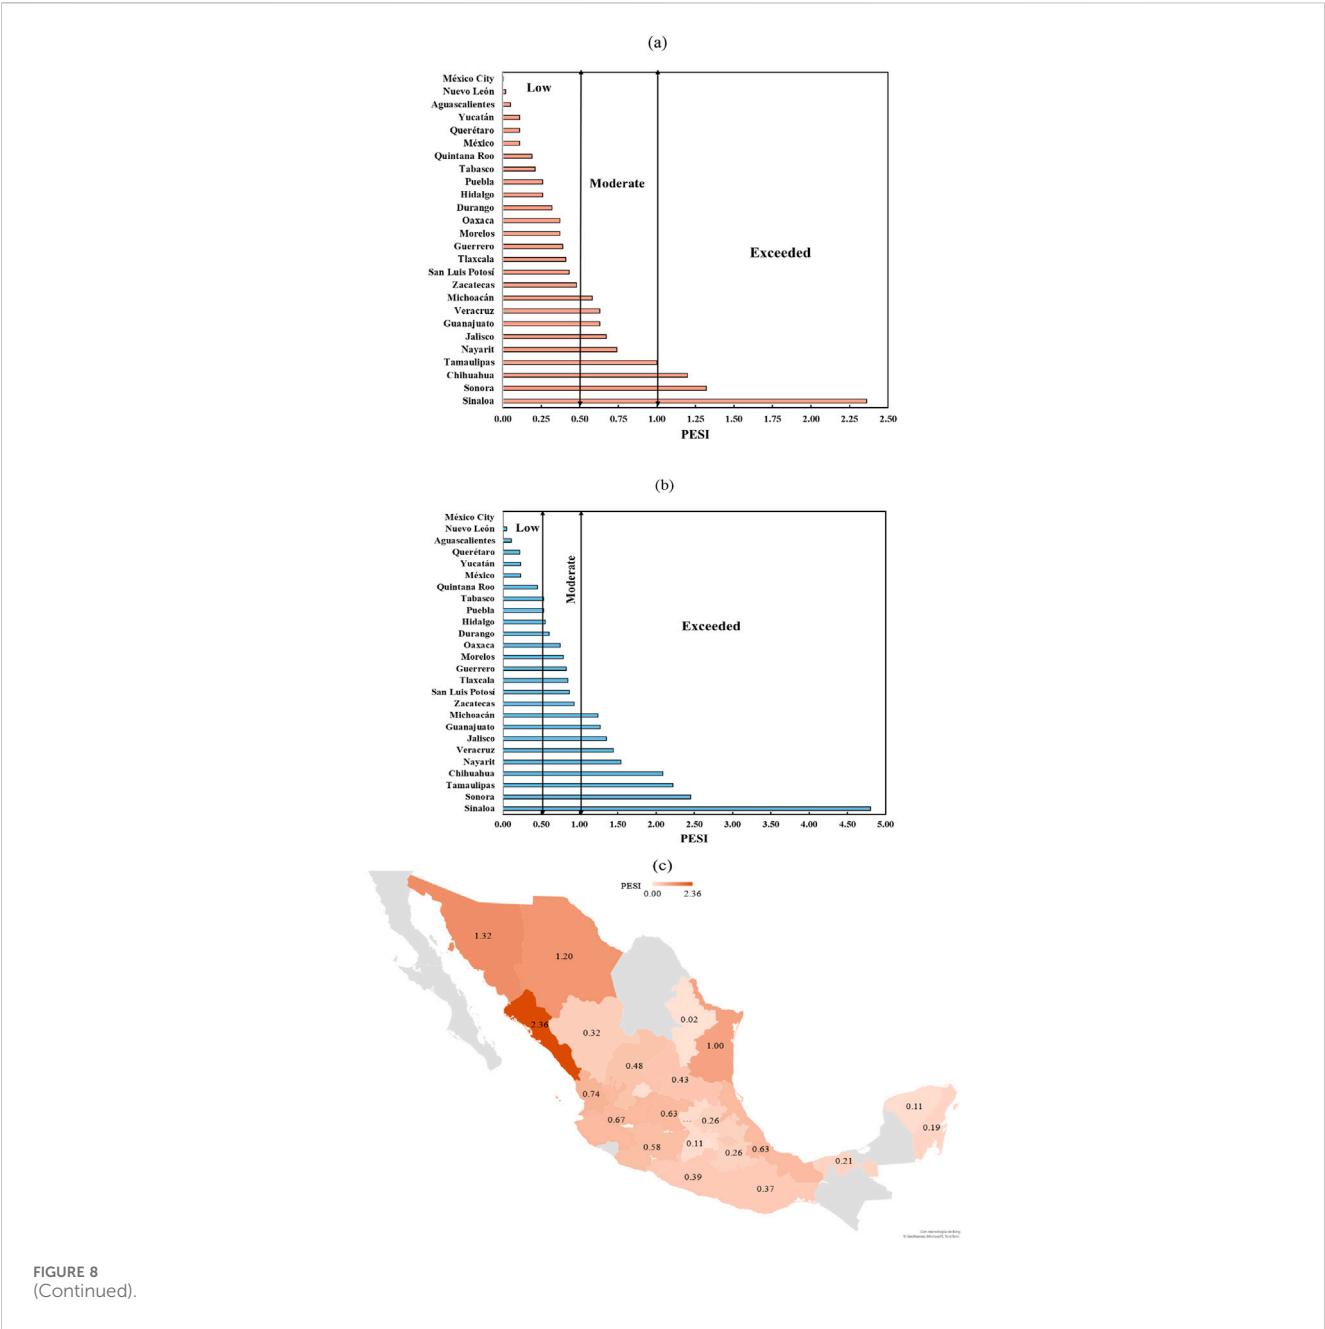 (a)
México City
Nuevo León
Aguascalientes
Yucatán
Querétaro
México
Quintana Roo
Tabasco
Puebla
Hidalgo
Durango
Oaxaca
Morelos
Guerrero
Tlaxcala
San Luis Potosí
Zacatecas
Michoacán
Veracruz
Guanajuato
Jalisco
Nayarit
Tamaulipas
Chihuahua
Sonora
Sinaloa
Low
Moderate
Exceeded
0.00 0.25 0.50 0.75 1.00 1.25 1.50 1.75 2.00 2.25 2.50
PESI
(b)
México City
Nuevo León
Aguascalientes
Querétaro
Yucatán
México
Quintana Roo
Tabasco
Puebla
Hidalgo
Durango
Oaxaca
Morelos
Guerrero
Tlaxcala
San Luis Potosí
Zacatecas
Michoacán
Guanajuato
Jalisco
Veracruz
Nayarit
Chihuahua
Tamaulipas
Sonora
Sinaloa
Low
Moderate
Exceeded
0.00 0.50 1.00 1.50 2.00 2.50 3.00 3.50 4.00 4.50 5.00
PESI
(c)
PESI
0.00 2.36
1.32
1.20
2.36
0.32
0.02
1.00
0.48
0.43
0.74
0.67
0.63
...
0.26
0.11
0.58
0.26
0.63
0.39
0.37
0.21
0.11
0.19
FIGURE 8
(Continued).